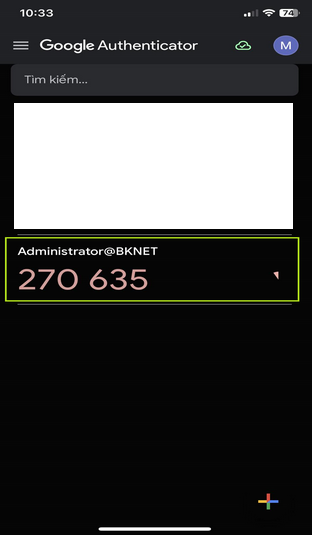 10:33
74
Google Authenticator
M
Tìm kiếm...
Administrator@BKNET
270 635